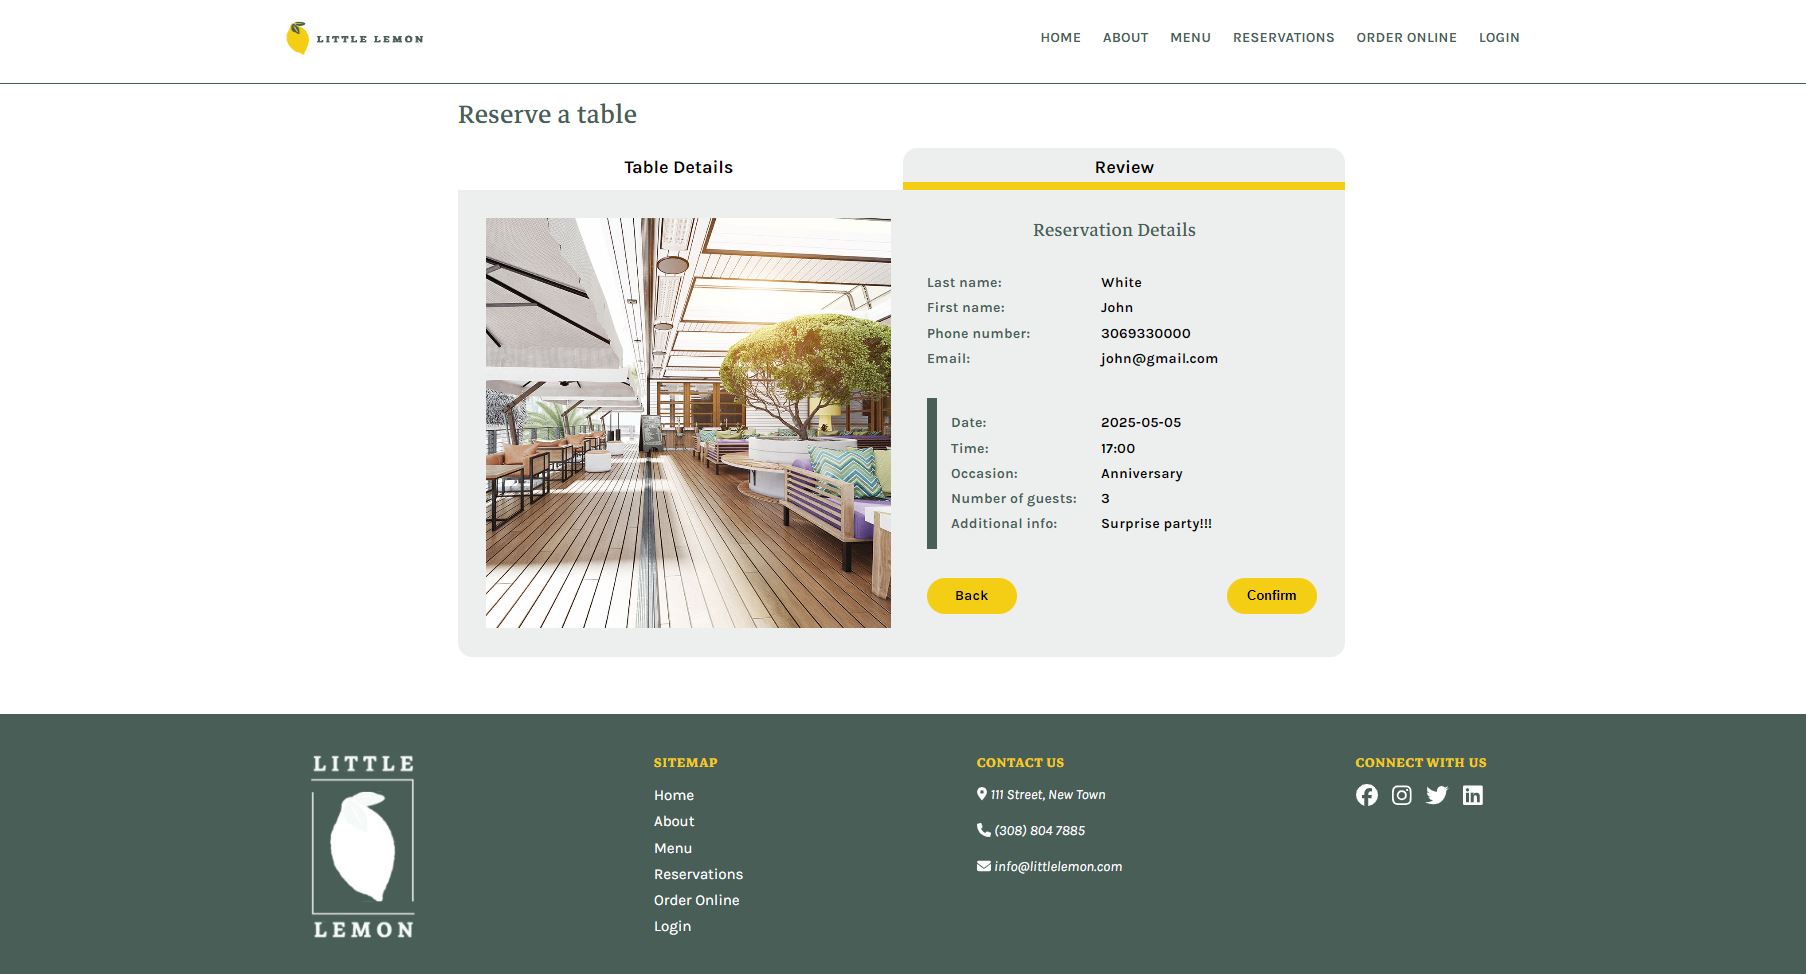 LITTLE LEMON
HOME ABOUT MENU RESERVATIONS ORDER ONLINE LOGIN
Reserve a table
Table Details
Review
Reservation Details
Last name: White
First name: John
Phone number: 3069330000
Email: john@gmail.com
Date: 2025-05-05
Time: 17:00
Occasion: Anniversary
Number of guests: 3
Additional info: Surprise party!!!
Back
Confirm
LITTLE
LEMON
SITEMAP
Home
About
Menu
Reservations
Order Online
Login
CONTACT US
111 Street, New Town
(308) 804 7885
info@littlelemon.com
CONNECT WITH US